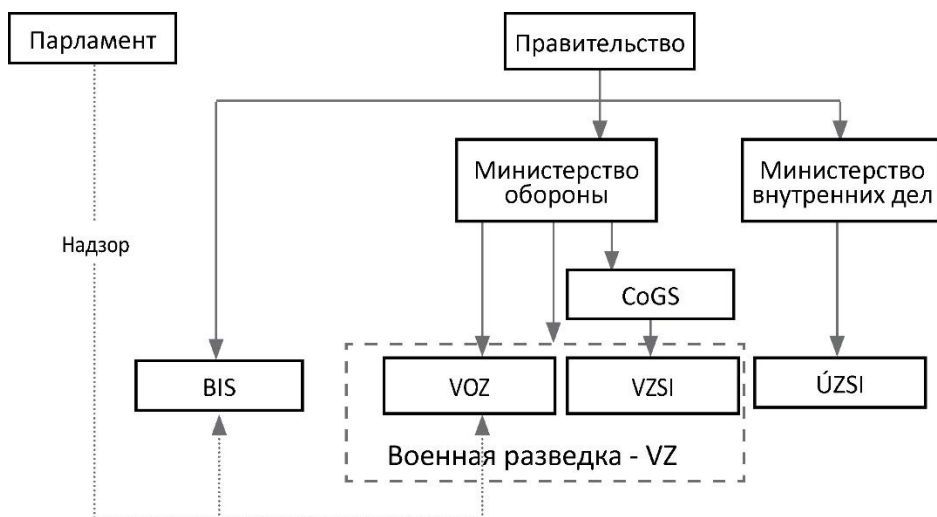 Парламент
Правительство
Министерство
обороны
Министерство
внутренних дел
Надзор
CoGS
BIS
VOZ
VZSI
ÚZSI
Военная разведка - VZ